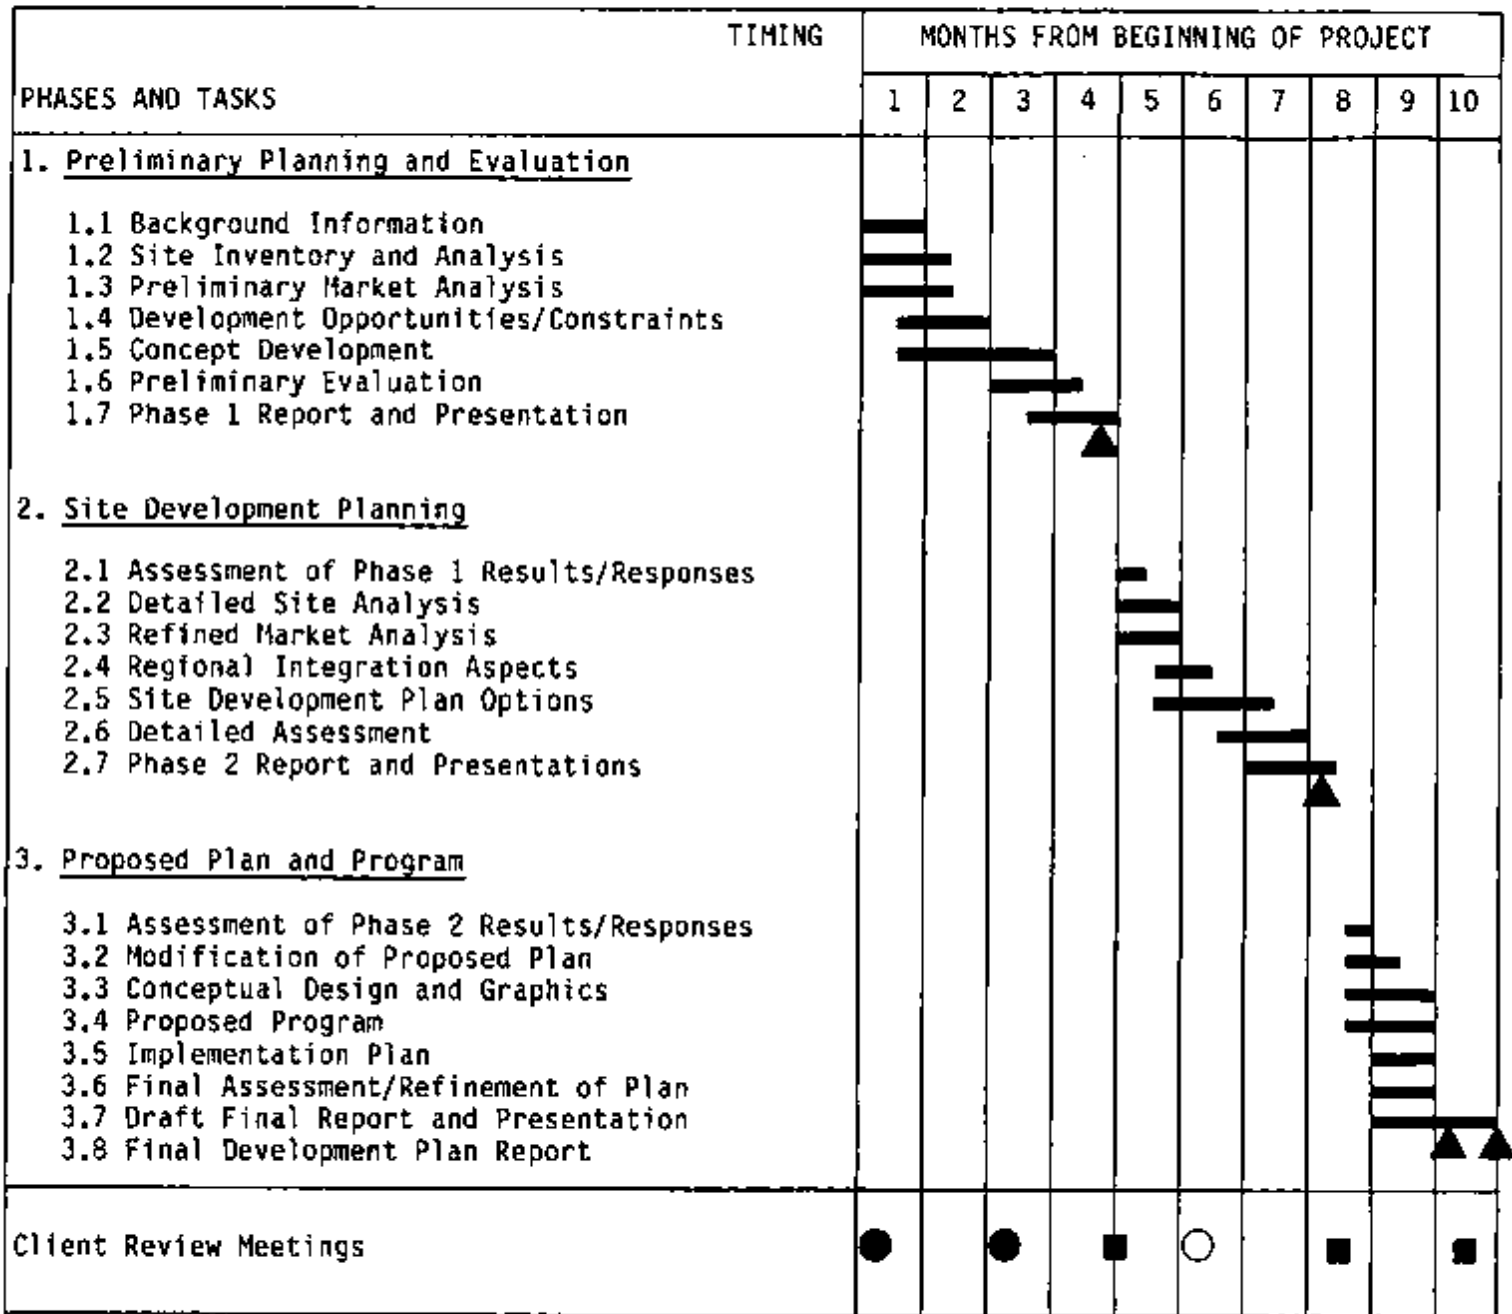 TIMING
MONTHS FROM BEGINNING OF PROJECT
PHASES AND TASKS
1 2 3 4 5 6 7 8 9 10
1. Preliminary Planning and Evaluation
1.1 Background Information
1.2 Site Inventory and Analysis
1.3 Preliminary Market Analysis
1.4 Development Opportunities/Constraints
1.5 Concept Development
1.6 Preliminary Evaluation
1.7 Phase 1 Report and Presentation
2. Site Development Planning
2.1 Assessment of Phase 1 Results/Responses
2.2 Detailed Site Analysis
2.3 Refined Market Analysis
2.4 Regional Integration Aspects
2.5 Site Development Plan Options
2.6 Detailed Assessment
2.7 Phase 2 Report and Presentations
3. Proposed Plan and Program
3.1 Assessment of Phase 2 Results/Responses
3.2 Modification of Proposed Plan
3.3 Conceptual Design and Graphics
3.4 Proposed Program
3.5 Implementation Plan
3.6 Final Assessment/Refinement of Plan
3.7 Draft Final Report and Presentation
3.8 Final Development Plan Report
Client Review Meetings